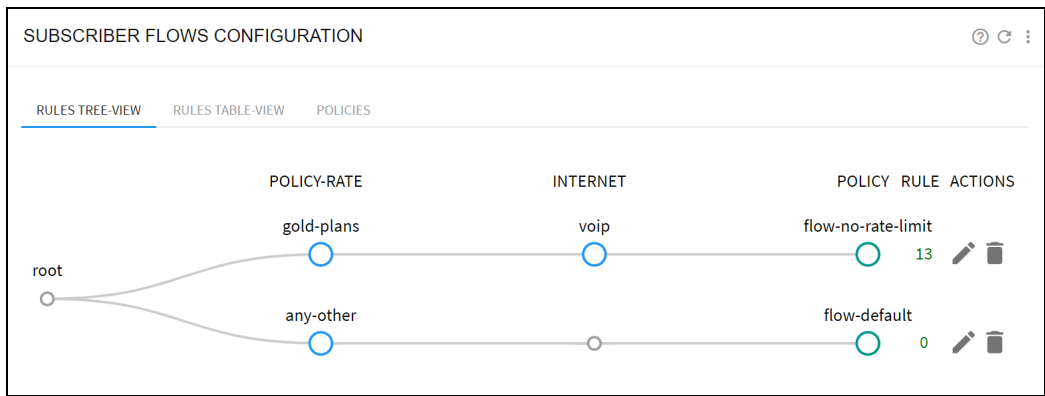 SUBSCRIBER FLOWS CONFIGURATION
RULES TREE-VIEW RULES TABLE-VIEW POLICIES
POLICY-RATE INTERNET POLICY RULE ACTIONS
gold-plans voip flow-no-rate-limit
13
root
any-other flow-default
0